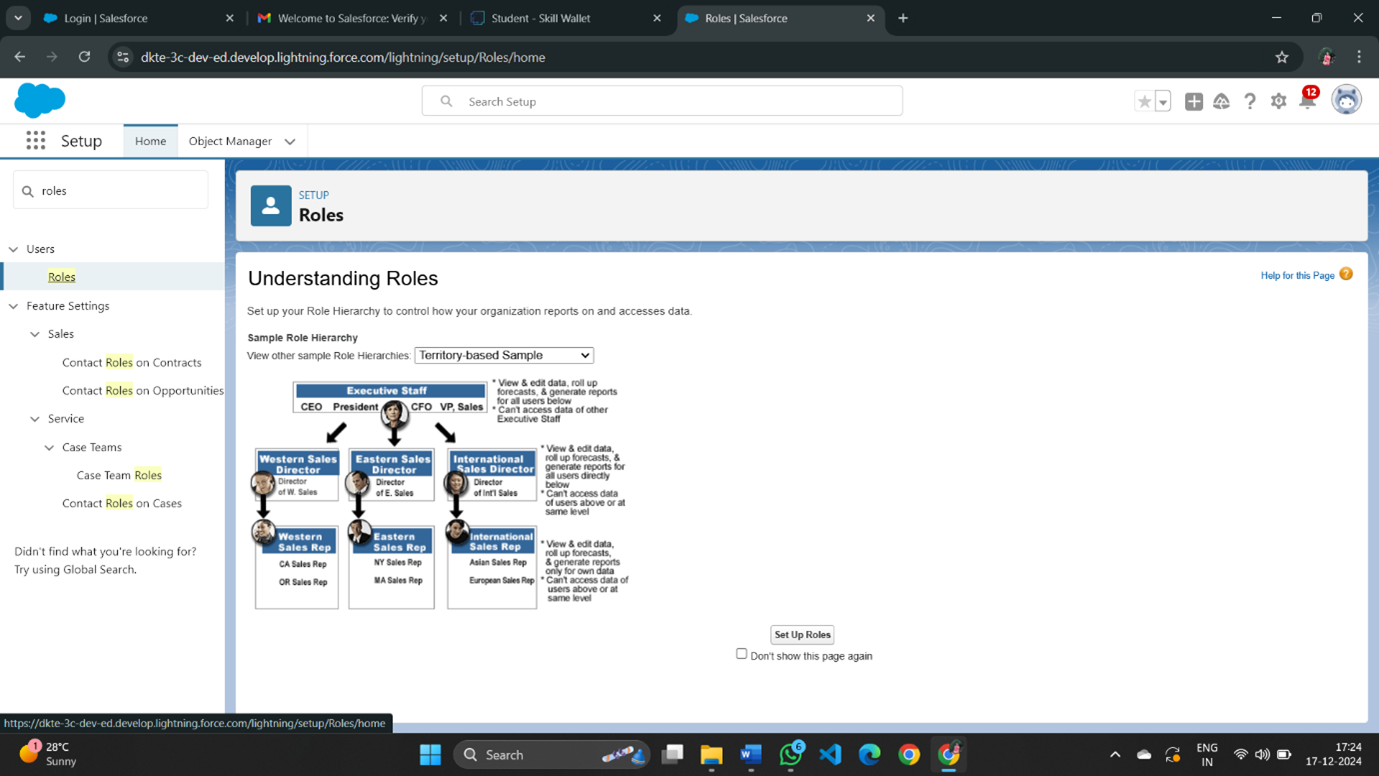 Login | Salesforce
Welcome to Salesforce: Verify y
Student - Skill Wallet
Roles | Salesforce
dkte-3c-dev-ed.develop.lightning.force.com/lightning/setup/Roles/home
Search Setup
12
Setup
Home
Object Manager
roles
SETUP
Roles
Users
Roles
Feature Settings
Sales
Contact Roles on Contracts
Contact Roles on Opportunities
Service
Case Teams
Case Team Roles
Contact Roles on Cases
Didn't find what you're looking for?
Try using Global Search.
Understanding Roles
Help for this Page
Set up your Role Hierarchy to control how your organization reports on and accesses data.
Sample Role Hierarchy
View other sample Role Hierarchies: Territory-based Sample
Executive Staff
CEO President CFO VP, Sales
* View & edit data, roll up
forecasts, & generate reports
for all users below
* Can't access data of other
Executive Staff
Western Sales
Director
Director
of W. Sales
Eastern Sales
Director
Director
of E. Sales
International
Sales Director
Director
of Int'l Sales
* View & edit data,
roll up forecasts, &
generate reports for
all users directly
below
* Can't access data
of users above or at
same level
Western
Sales Rep
CA Sales Rep
OR Sales Rep
Eastern
Sales Rep
NY Sales Rep
MA Sales Rep
International
Sales Rep
Asian Sales Rep
European Sales Rep
* View & edit data,
roll up forecasts,
& generate reports
only for own data
* Can't access data of
users above or at
same level
Set Up Roles
Don't show this page again
https://dkte-3c-dev-ed.develop.lightning.force.com/lightning/setup/Roles/home
1
28°C
Sunny
Search
6
ENG
IN
17:24
17-12-2024